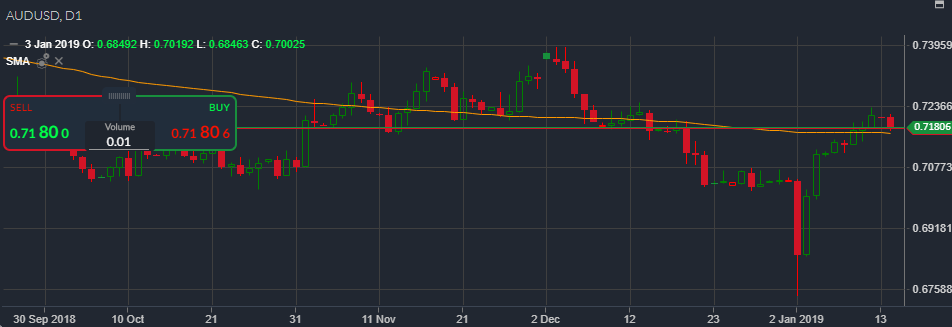 AUDUSD, D1
3 Jan 2019 O: 0.68492 H: 0.70192 L: 0.68463 C: 0.70025
SMA
SELL BUY
0.71 80 0 Volume 0.71 80 6
0.01
0.73959
0.72366
0.71806
0.70773
0.69181
0.67588
30 Sep 2018 10 Oct 21 31 11 Nov 21 2 Dec 12 23 2 Jan 2019 13